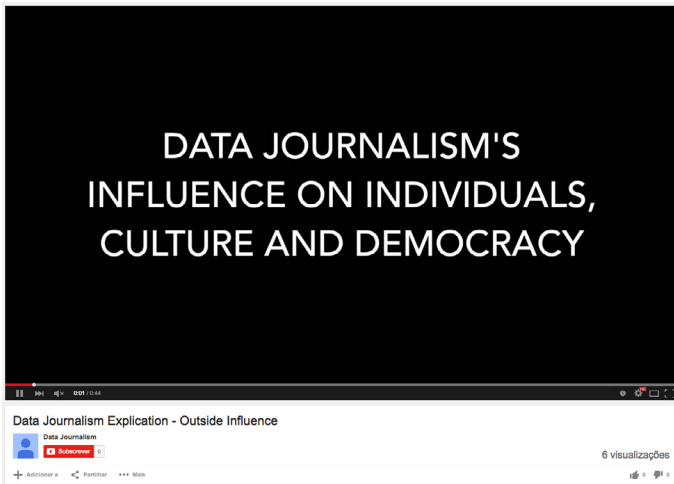 DATA JOURNALISM'S
INFLUENCE ON INDIVIDUALS,
CULTURE AND DEMOCRACY
0:01 / 0:44
Data Journalism Explication - Outside Influence
Data Journalism
Subscrever 0
6 visualizações
Adicionar a Partilhar Mais
0 0